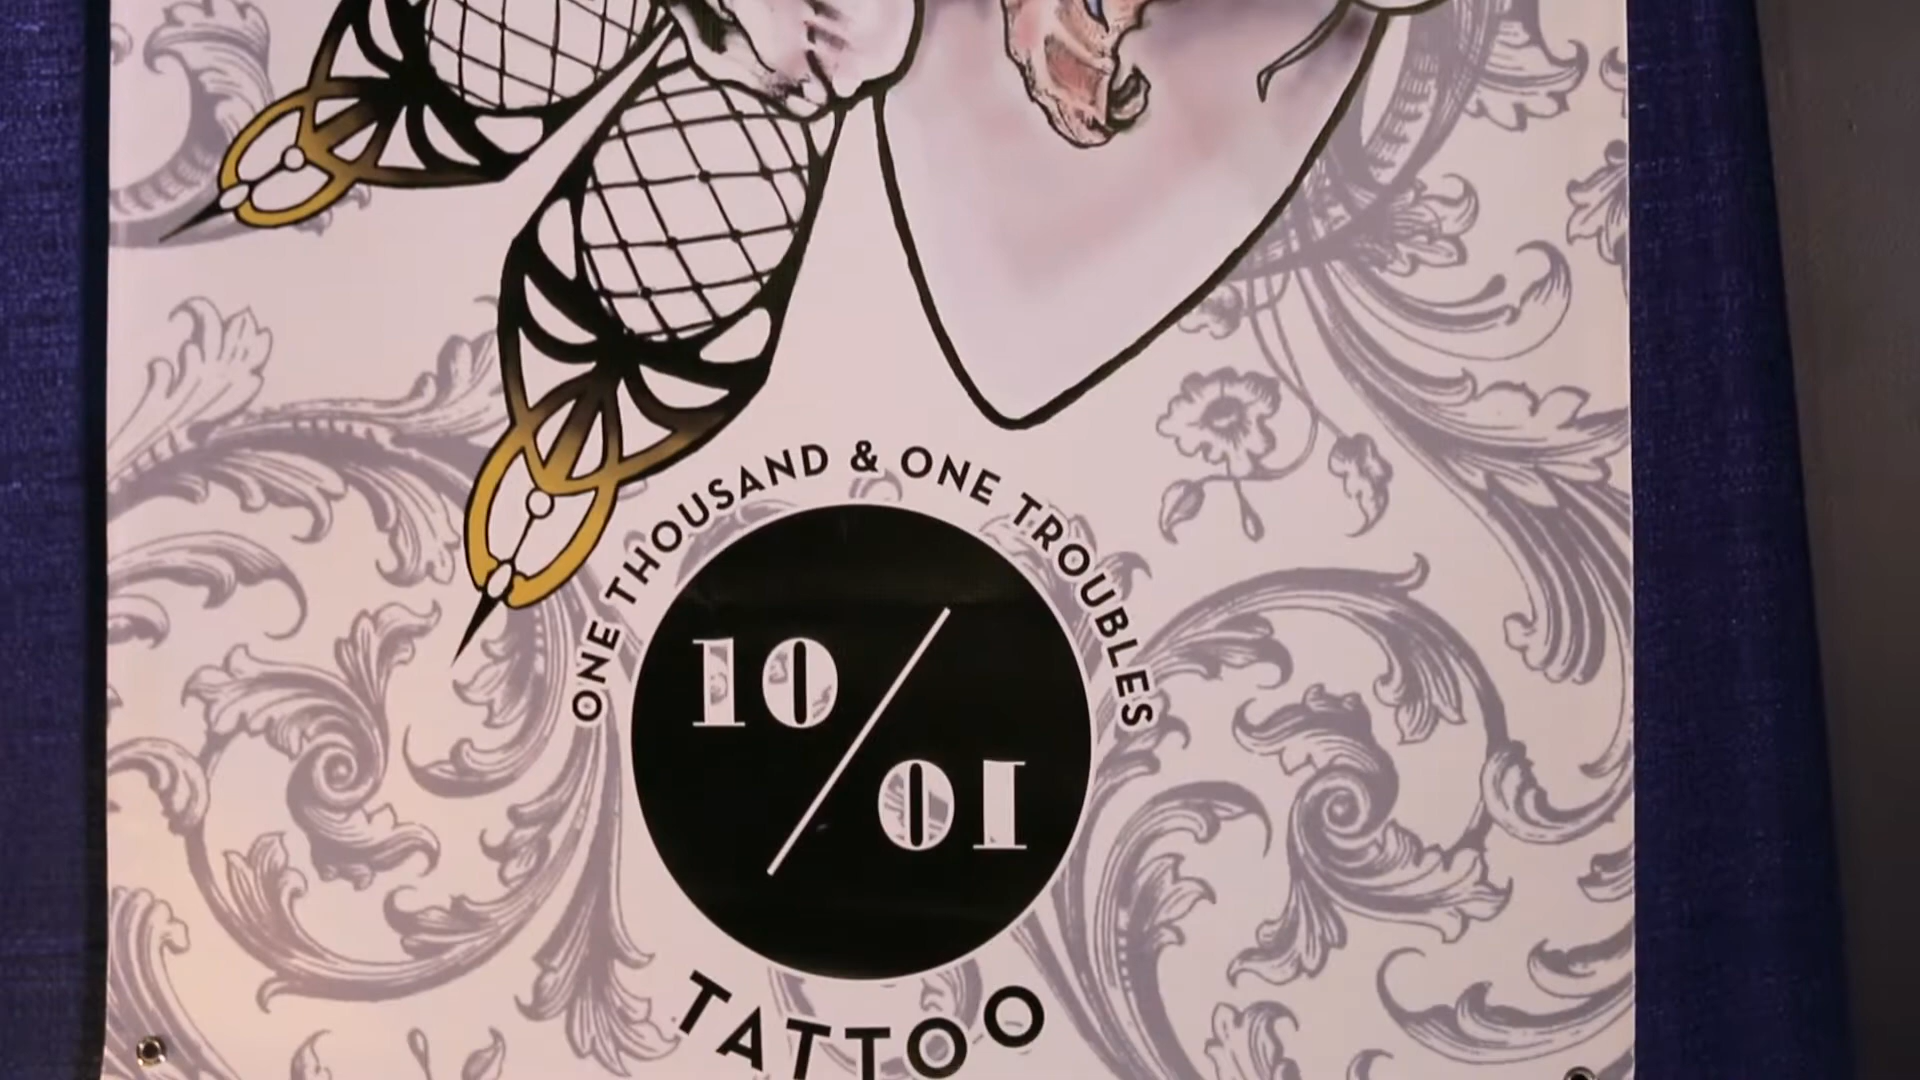 ONE THOUSAND & ONE TROUBLES
10/01
TATTOO